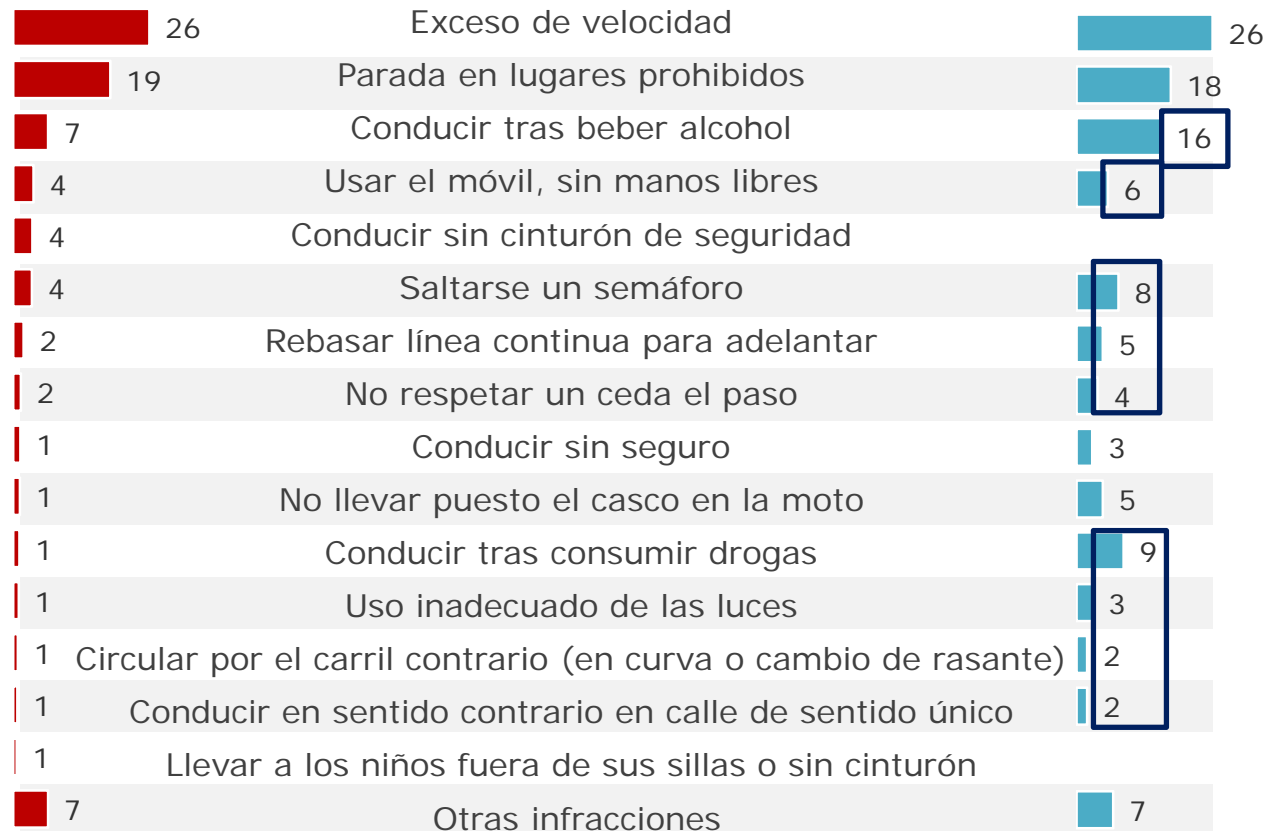 26 Exceso de velocidad 26
19 Parada en lugares prohibidos 18
7 Conducir tras beber alcohol 16
4 Usar el móvil, sin manos libres 6
4 Conducir sin cinturón de seguridad
4 Saltarse un semáforo 8
2 Rebasar línea continua para adelantar 5
2 No respetar un ceda el paso 4
1 Conducir sin seguro 3
1 No llevar puesto el casco en la moto 5
1 Conducir tras consumir drogas 9
1 Uso inadecuado de las luces 3
1 Circular por el carril contrario (en curva o cambio de rasante) 2
1 Conducir en sentido contrario en calle de sentido único 2
1 Llevar a los niños fuera de sus sillas o sin cinturón
7 Otras infracciones 7